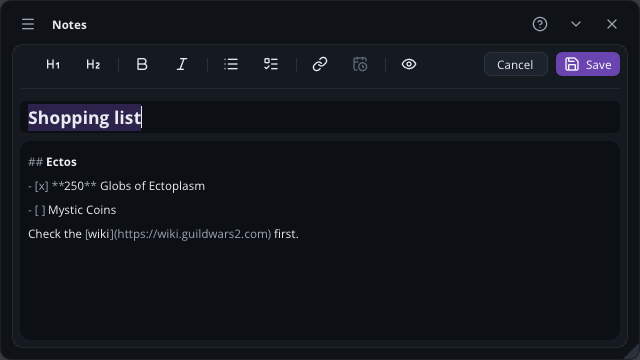 Notes
H1 H2 B I Cancel Save
Shopping list
## Ectos
- [x] **250** Globs of Ectoplasm
- [ ] Mystic Coins
Check the [wiki](https://wiki.guildwars2.com) first.